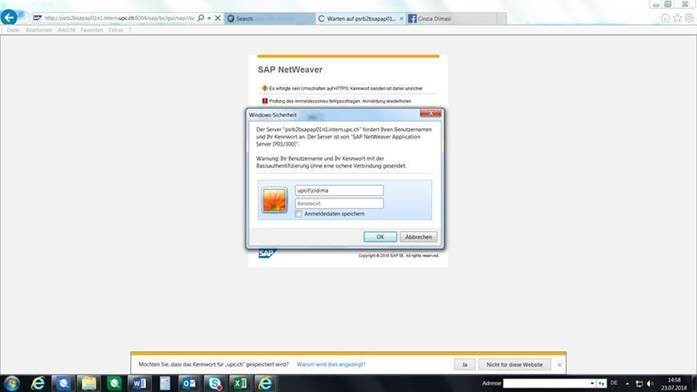 http://psrb2bsapap01n1.intern.upc.ch:8004/sap/bc/gui/sap/its
Search
Warten auf psrb2bsapap01...
Cinzia Dimasi
Datei Bearbeiten Ansicht Favoriten Extras ?
SAP NetWeaver
Es erfolgte kein Umschalten auf HTTPS: Kennwort senden ist daher unsicher
Prüfung des Anmeldecookies fehlgeschlagen. Anmeldung wiederholen.
Windows-Sicherheit
Der Server "psrb2bsapap01n1.intern.upc.ch" fordert Ihren Benutzernamen
und Ihr Kennwort an. Der Server ist von "SAP NetWeaver Application
Server [P01/300]".
Warnung: Ihr Benutzername und Ihr Kennwort mit der
Basisauthentifizierung ohne eine sichere Verbindung gesendet.
Kennwort
Anmeldedaten speichern
OK
Abbrechen
SAP
Copyright © 2010 SAP SE. All rights reserved.
Möchten Sie, dass das Kennwort für „upc.ch“ gespeichert wird? Warum wird dies angezeigt? Ja Nicht für diese Website
Adresse
DE
14:58
23.07.2018